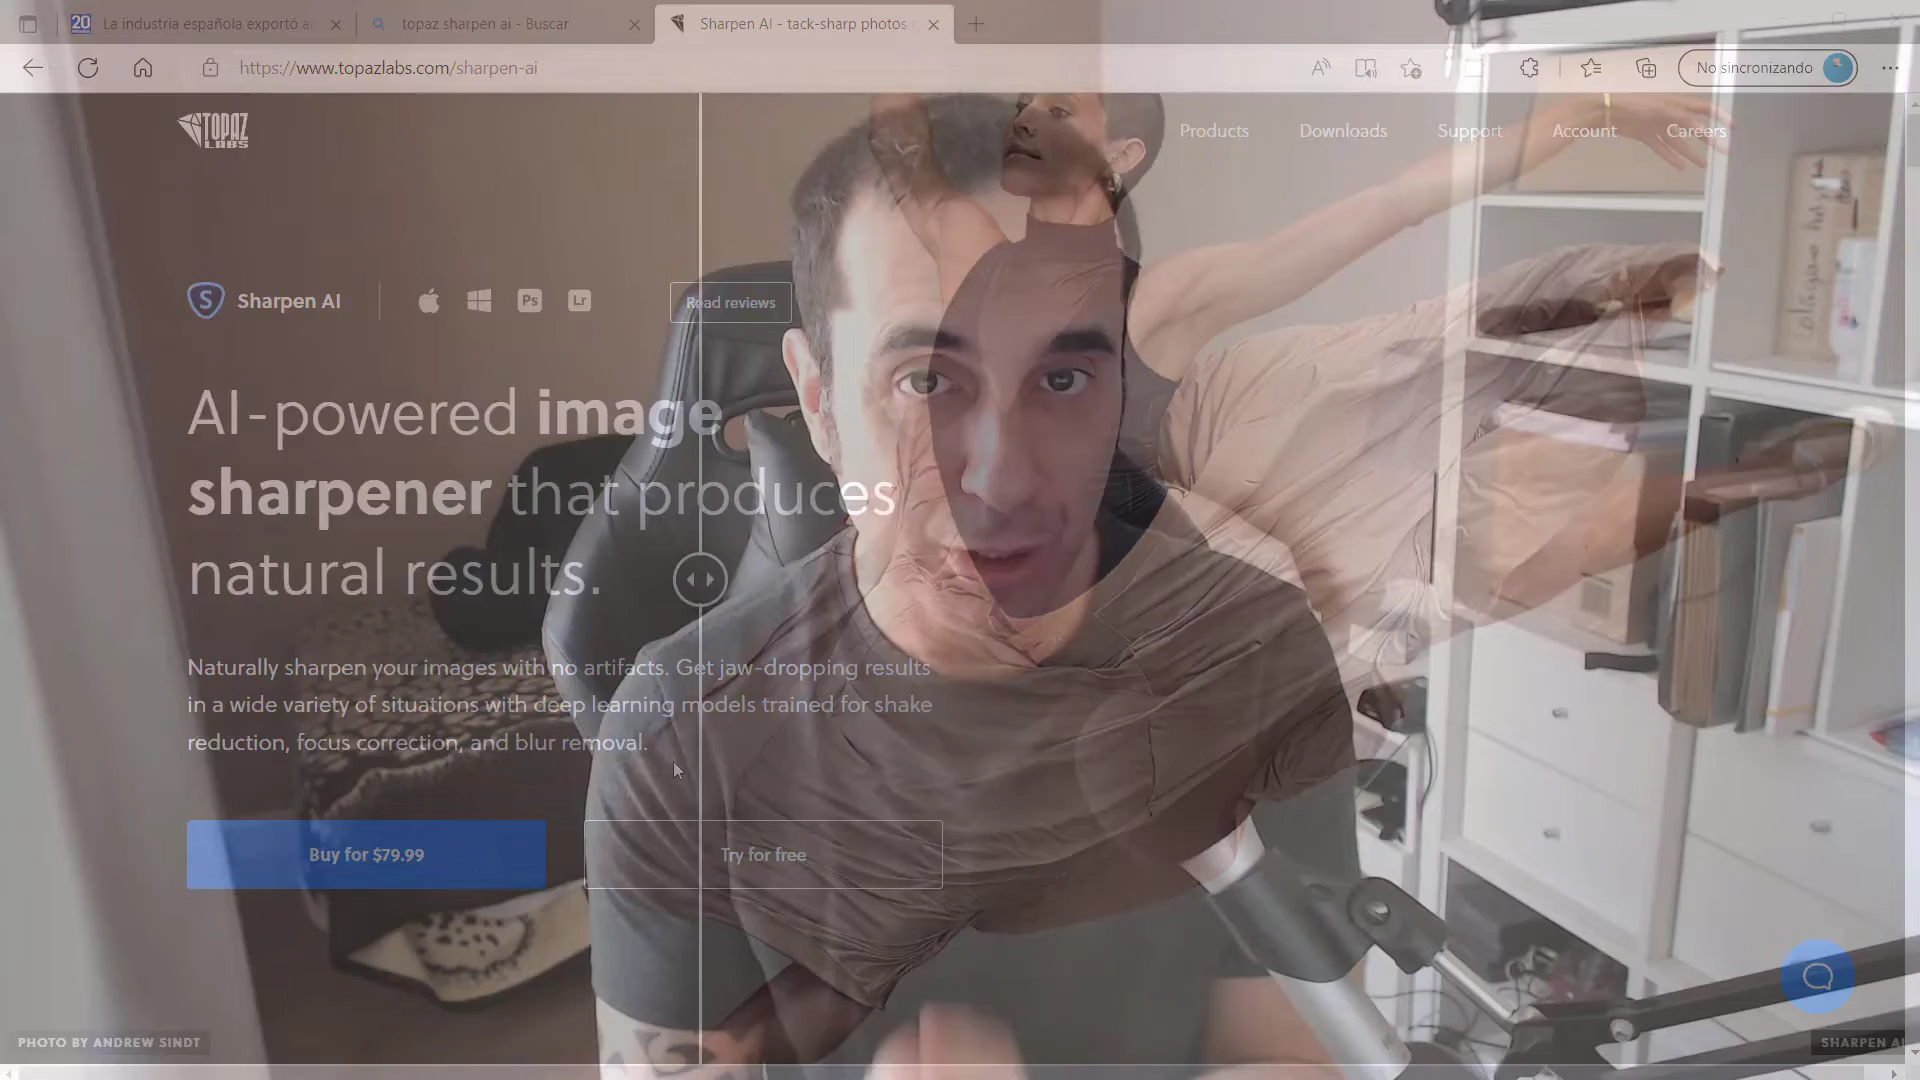 La industria española exportó a
topaz sharpen ai - Buscar
Sharpen AI - tack-sharp photos
https://www.topazlabs.com/sharpen-ai
No sincronizando
TOPAZ
LABS
Products
Downloads
Support
Account
Careers
Sharpen AI
Ps
Lr
Read reviews
AI-powered image
sharpener that produces
natural results.
Naturally sharpen your images with no artifacts. Get jaw-dropping results
in a wide variety of situations with deep learning models trained for shake
reduction, focus correction, and blur removal.
Buy for $79.99
Try for free
PHOTO BY ANDREW SINDT
SHARPEN AI